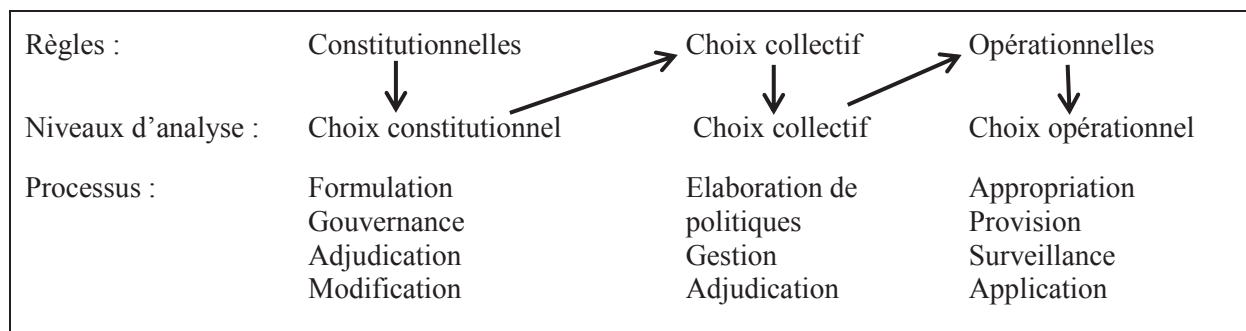 Règles : Constitutionnelles Choix collectif Opérationnelles
Niveaux d’analyse : Choix constitutionnel Choix collectif Choix opérationnel
Processus : Formulation Elaboration de Appropriation
Gouvernance politiques Provision
Adjudication Gestion Surveillance
Modification Adjudication Application